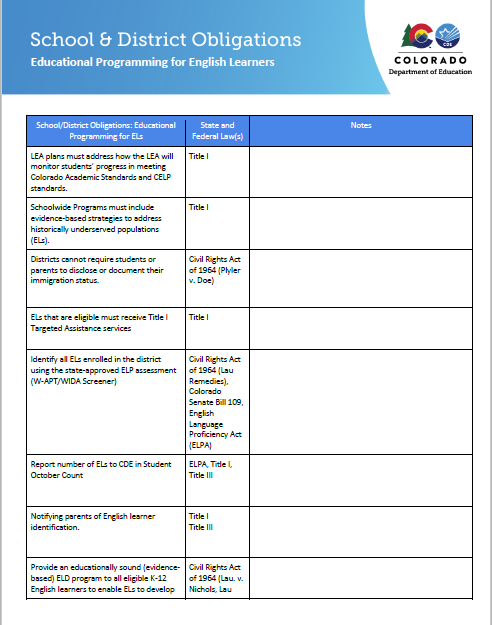 School & District Obligations
Educational Programming for English Learners
CDE
COLORADO
Department of Education
School/District Obligations: Educational
Programming for ELs
State and
Federal Law(s)
Notes
LEA plans must address how the LEA will
monitor students' progress in meeting
Colorado Academic Standards and CELP
standards.
Title I
Schoolwide Programs must include
evidence-based strategies to address
historically underserved populations
(ELs).
Title I
Districts cannot require students or
parents to disclose or document their
immigration status.
Civil Rights Act
of 1964 (Plyler
v. Doe)
ELs that are eligible must receive Title I
Targeted Assistance services
Title I
Identify all ELs enrolled in the district
using the state-approved ELP assessment
(W-APT/WIDA Screener)
Civil Rights Act
of 1964 (Lau
Remedies),
Colorado
Senate Bill 109,
English
Language
Proficiency Act
(ELPA)
Report number of ELs to CDE in Student
October Count
ELPA, Title I,
Title III
Notifying parents of English learner
identification.
Title I
Title III
Provide an educationally sound (evidence-
based) ELD program to all eligible K-12
English learners to enable ELs to develop
Civil Rights Act
of 1964 (Lau. v.
Nichols, Lau